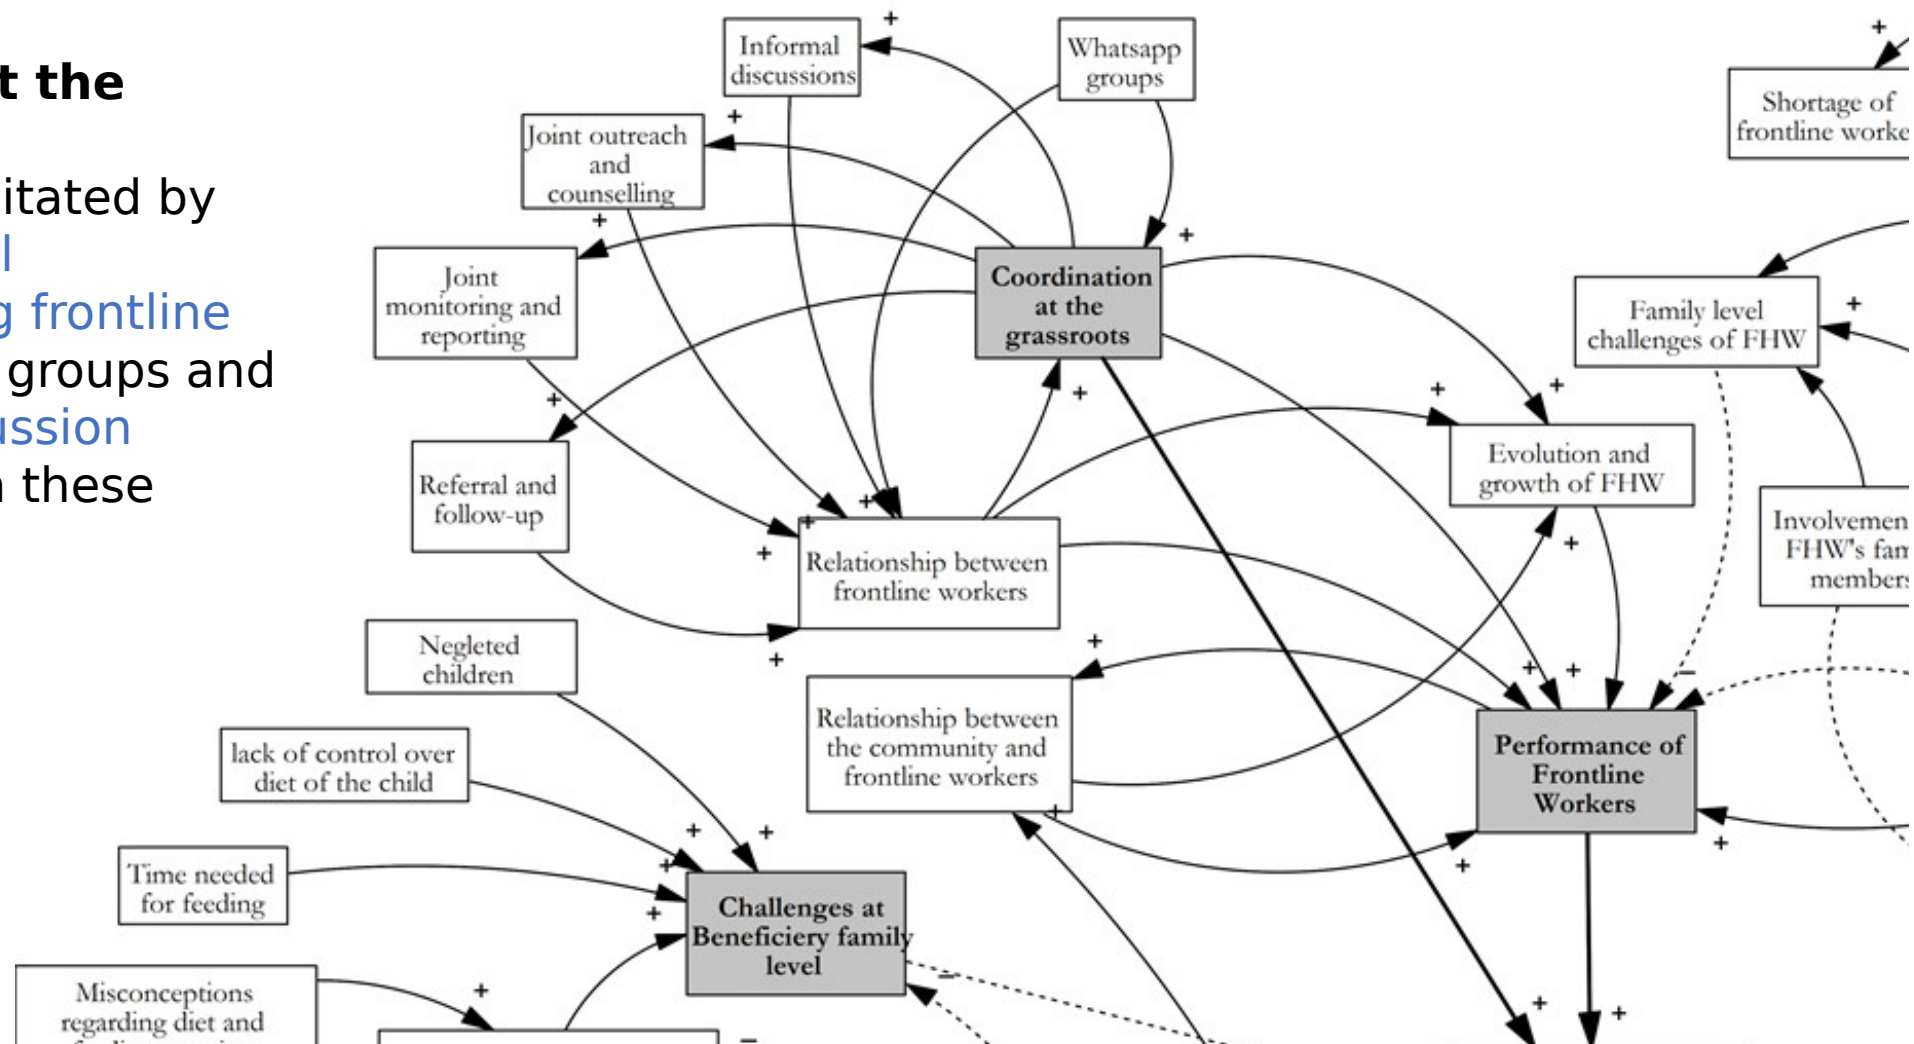 t the
itated by
l
g frontline
groups and
ussion
these
Informal
discussions
+
Whatsapp
groups
+
Shortage of
frontline worke
Joint outreach
and
counselling
+
+
Joint
monitoring and
reporting
Coordination
at the
grassroots
+
Family level
challenges of FHW
+
+
+
+
+
Referral and
follow-up
Evolution and
growth of FHW
+
+
+
+
Involvemen
FHW's fam
members
Relationship between
frontline workers
+
Negleted
children
+
+
+
–
Relationship between
the community and
frontline workers
Performance of
Frontline
Workers
lack of control over
diet of the child
+
+
+
+
+
+
Time needed
for feeding
+
Challenges at
Beneficiery family
level
–
Misconceptions
regarding diet and
+
+
+
–